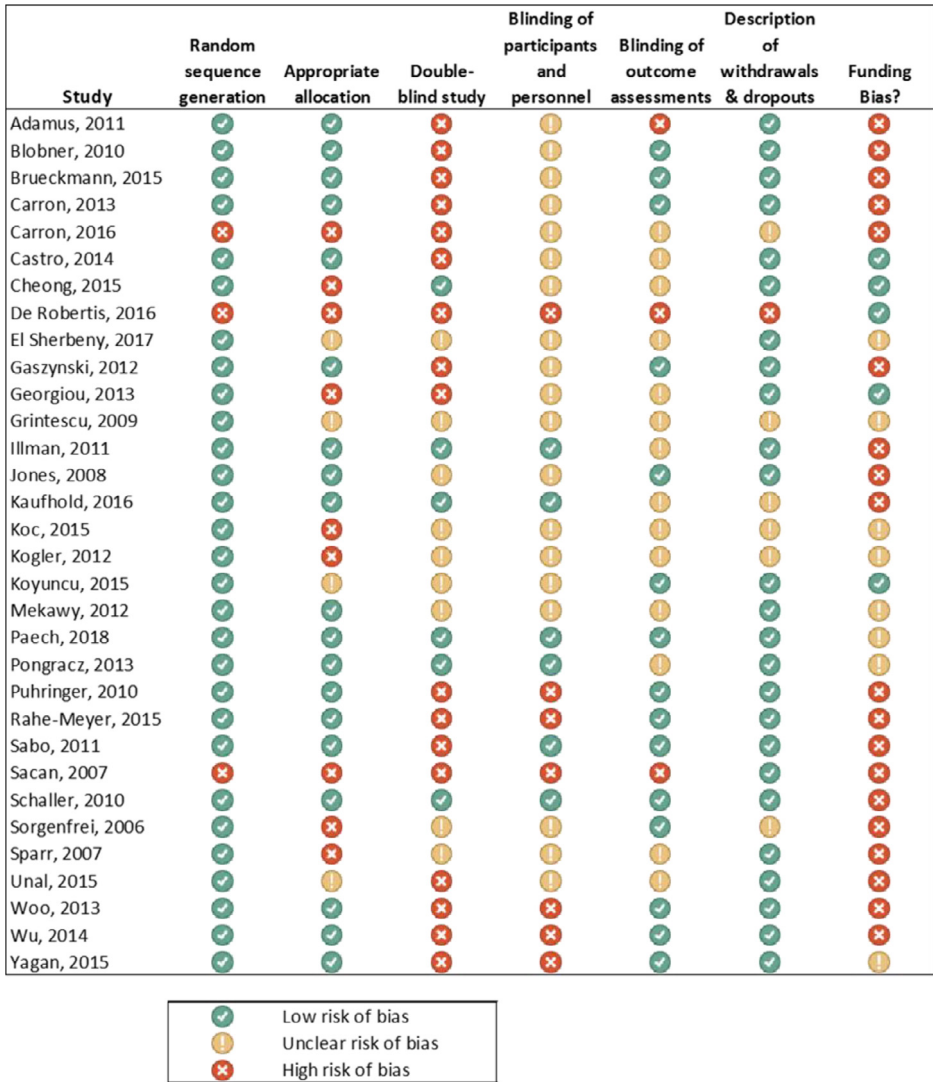 Study
Random sequence generation
Appropriate allocation
Double-blind study
Blinding of participants and personnel
Blinding of outcome assessments
Description of withdrawals & dropouts
Funding Bias?
Adamus, 2011
Blobner, 2010
Brueckmann, 2015
Carron, 2013
Carron, 2016
Castro, 2014
Cheong, 2015
De Robertis, 2016
El Sherbeny, 2017
Gaszynski, 2012
Georgiou, 2013
Grintescu, 2009
Illman, 2011
Jones, 2008
Kaufhold, 2016
Koc, 2015
Kogler, 2012
Koyuncu, 2015
Mekawy, 2012
Paech, 2018
Pongracz, 2013
Puhringer, 2010
Rahe-Meyer, 2015
Sabo, 2011
Sacan, 2007
Schaller, 2010
Sorgenfrei, 2006
Sparr, 2007
Unal, 2015
Woo, 2013
Wu, 2014
Yagan, 2015
Low risk of bias
Unclear risk of bias
High risk of bias